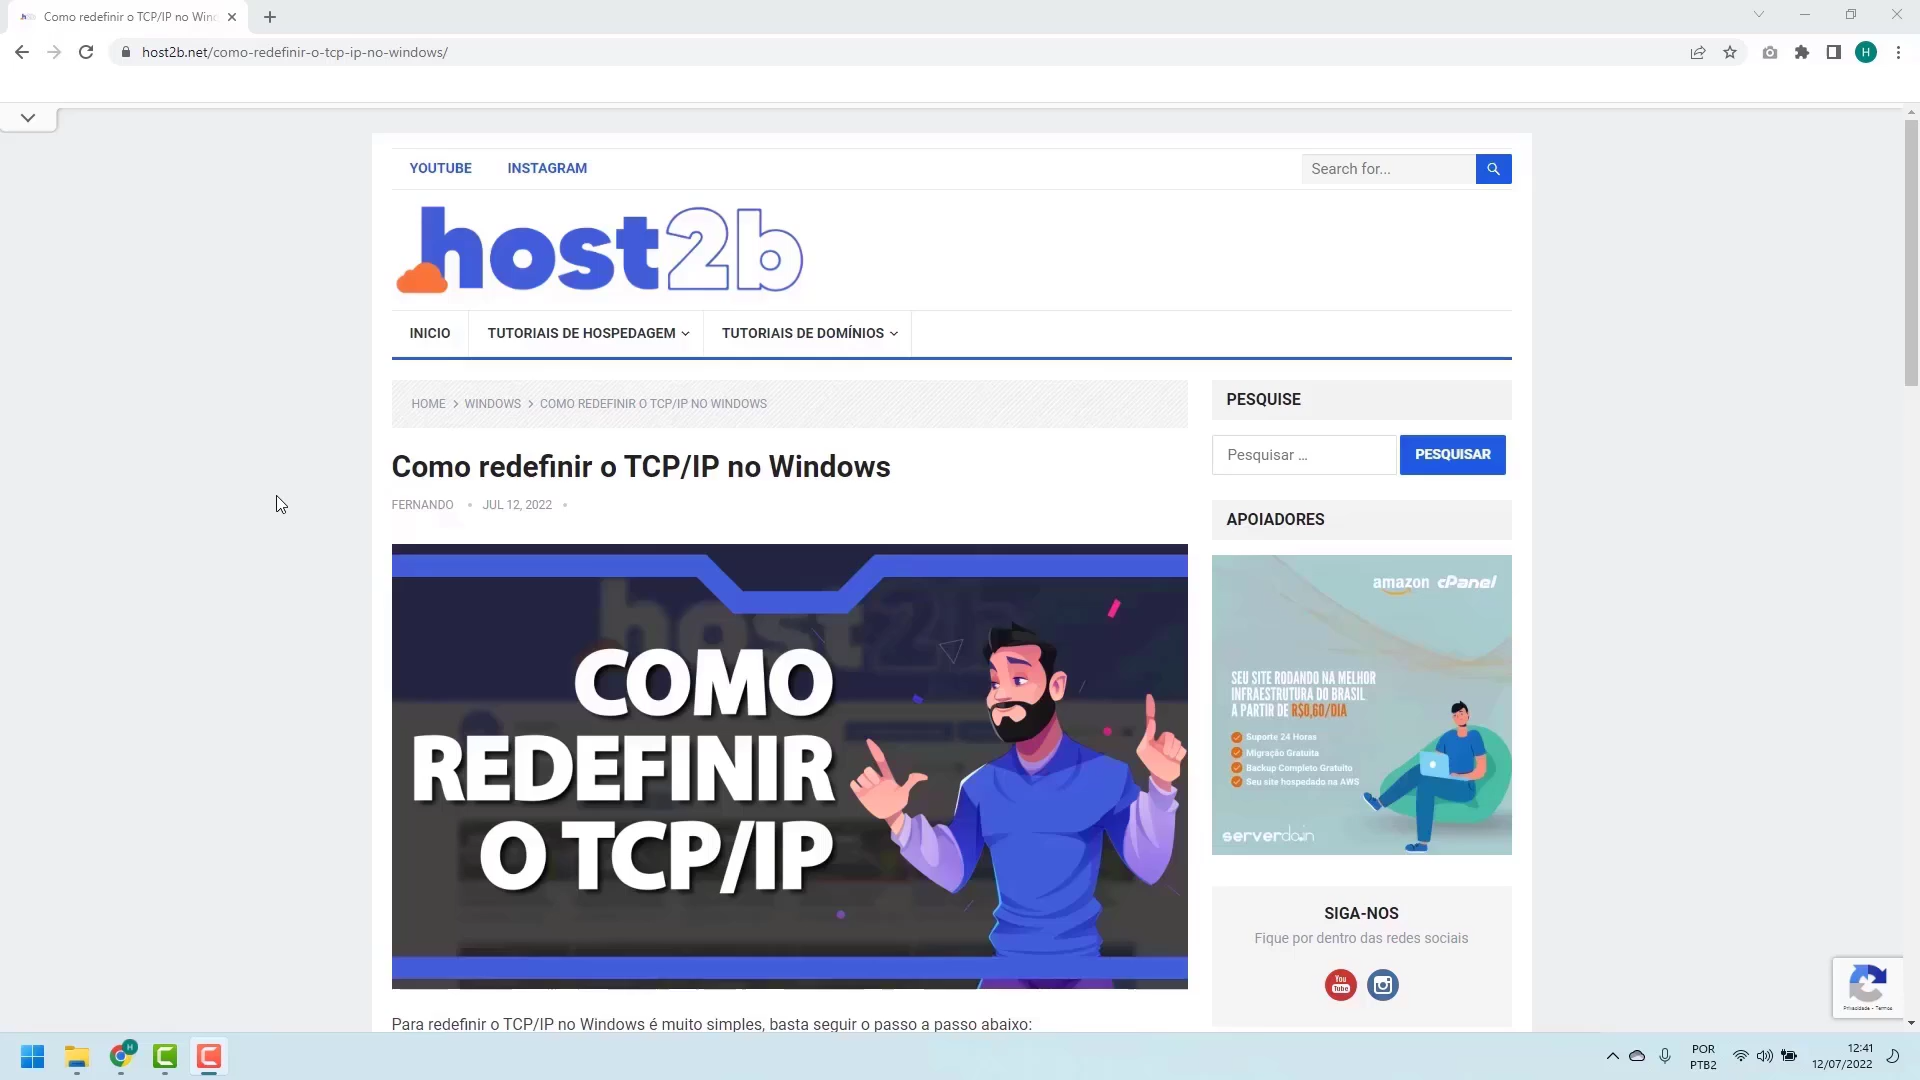 Como redefinir o TCP/IP no Wind
host2b.net/como-redefinir-o-tcp-ip-no-windows/
H
YOUTUBE
INSTAGRAM
Search for...
host2b
INICIO
TUTORIAIS DE HOSPEDAGEM
TUTORIAIS DE DOMÍNIOS
HOME > WINDOWS > COMO REDEFINIR O TCP/IP NO WINDOWS
Como redefinir o TCP/IP no Windows
FERNANDO • JUL 12, 2022 •
host2b
COMO
REDEFINIR
O TCP/IP
Para redefinir o TCP/IP no Windows é muito simples, basta seguir o passo a passo abaixo:
PESQUISE
Pesquisar ...
PESQUISAR
APOIADORES
amazon cPanel
SEU SITE RODANDO NA MELHOR
INFRAESTRUTURA DO BRASIL
A PARTIR DE R$0,60/DIA
Suporte 24 Horas
Migração Gratuita
Backup Completo Gratuito
Seu site hospedado na AWS
serverdo.in
SIGA-NOS
Fique por dentro das redes sociais
You
Tube
Privacidade - Termos
H
POR
PTB2
12:41
12/07/2022